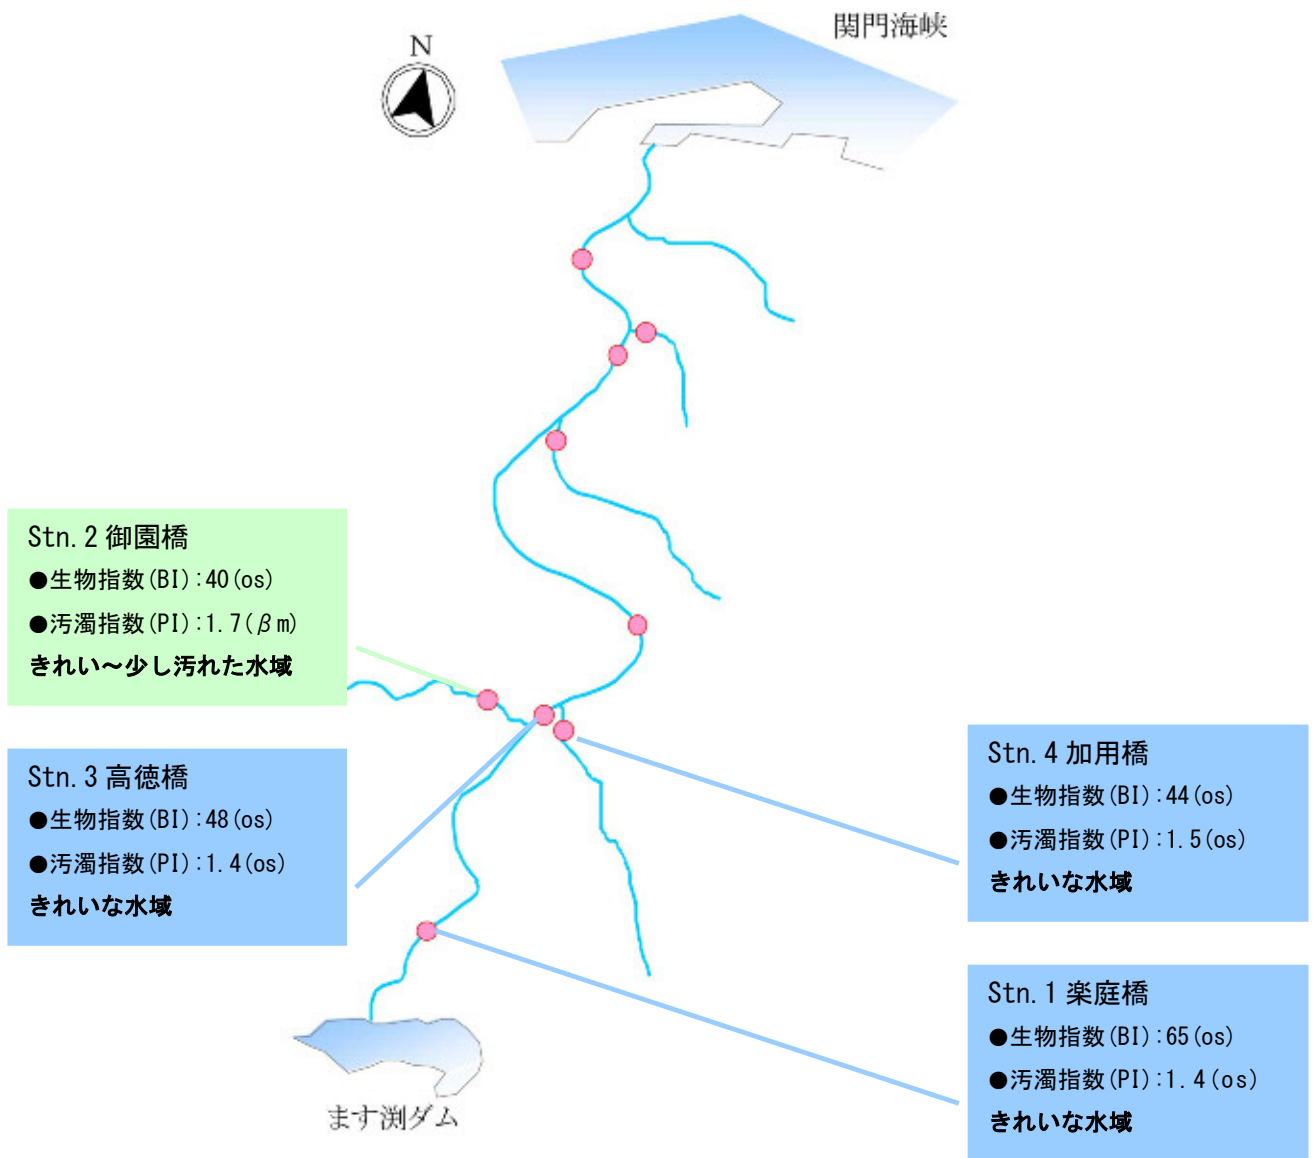 関門海峡
N
Stn.2 御園橋
●生物指数(BI):40(os)
●汚濁指数(PI):1.7(βm)
きれい～少し汚れた水域
Stn.3 高徳橋
●生物指数(BI):48(os)
●汚濁指数(PI):1.4(os)
きれいな水域
Stn.4 加用橋
●生物指数(BI):44(os)
●汚濁指数(PI):1.5(os)
きれいな水域
Stn.1 楽庭橋
●生物指数(BI):65(os)
●汚濁指数(PI):1.4(os)
きれいな水域
ます渕ダム